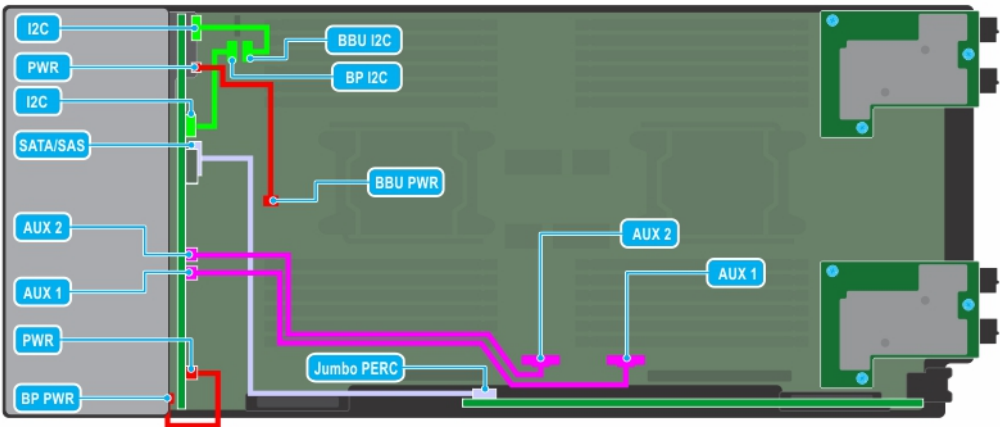 I2C
BBU I2C
PWR
BP I2C
I2C
SATA/SAS
BBU PWR
AUX 2
AUX 2
AUX 1
AUX 1
PWR
Jumbo PERC
BP PWR